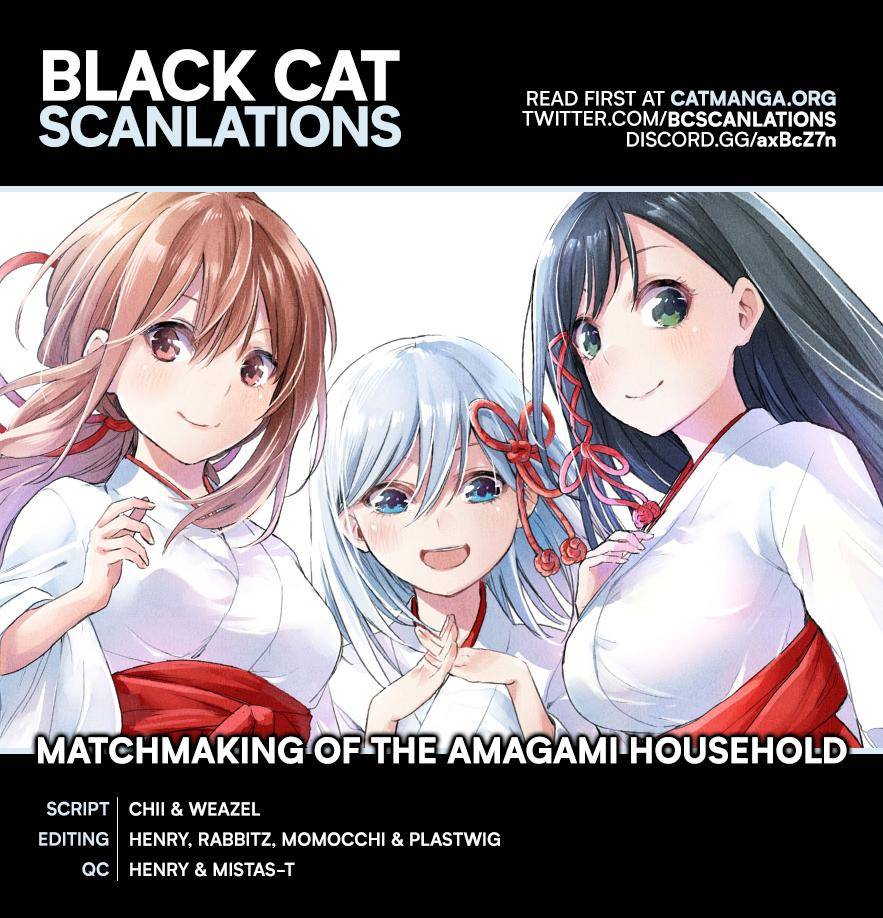 BLACK CAT
SCANLATIONS
READ FIRST AT CATMANGA.ORG
TWITTER.COM/BCSCANLATIONS
DISCORD.GG/axBcZ7n
MATCHMAKING OF THE AMAGAMI HOUSEHOLD
SCRIPT CHII & WEAZEL
EDITING HENRY, RABBITZ, MOMOCCHI & PLASTWIG
QC HENRY & MISTAS-T